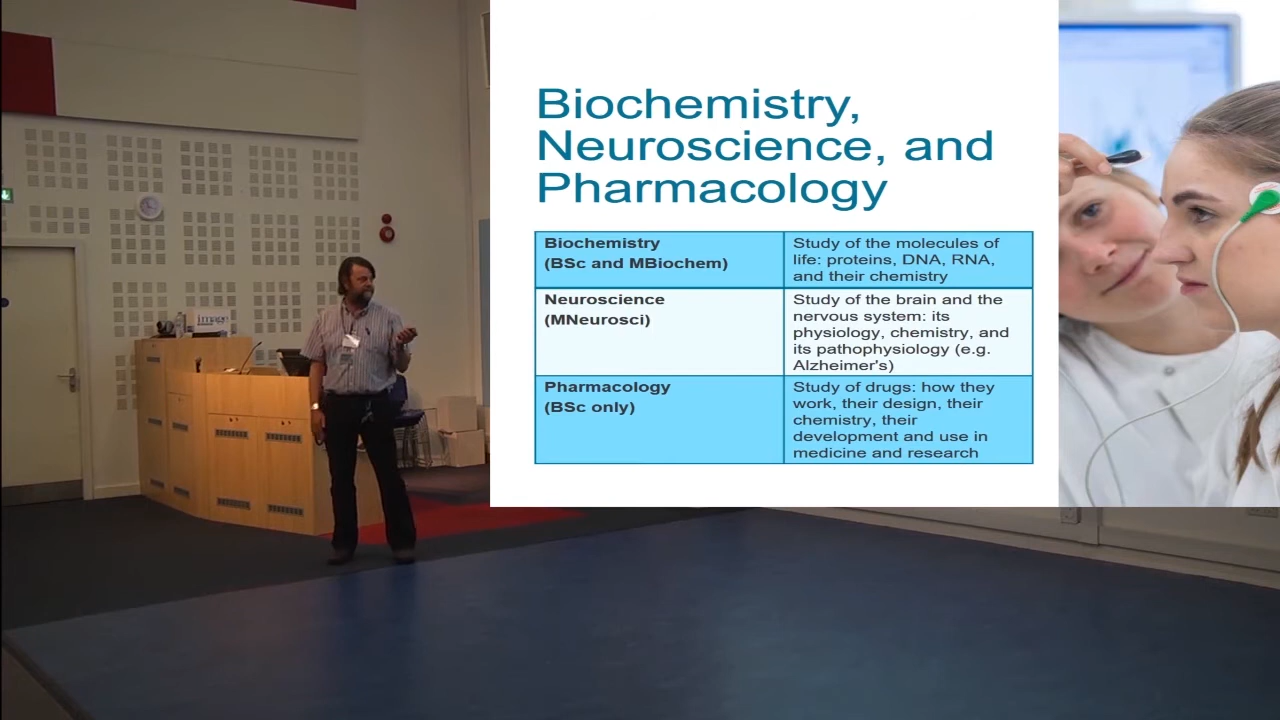 Biochemistry,
Neuroscience, and
Pharmacology
Biochemistry
(BSc and MBiochem)
Study of the molecules of
life: proteins, DNA, RNA,
and their chemistry
Neuroscience
(MNeurosci)
Study of the brain and the
nervous system: its
physiology, chemistry, and
its pathophysiology (e.g.
Alzheimer's)
Pharmacology
(BSc only)
Study of drugs: how they
work, their design, their
chemistry, their
development and use in
medicine and research
image